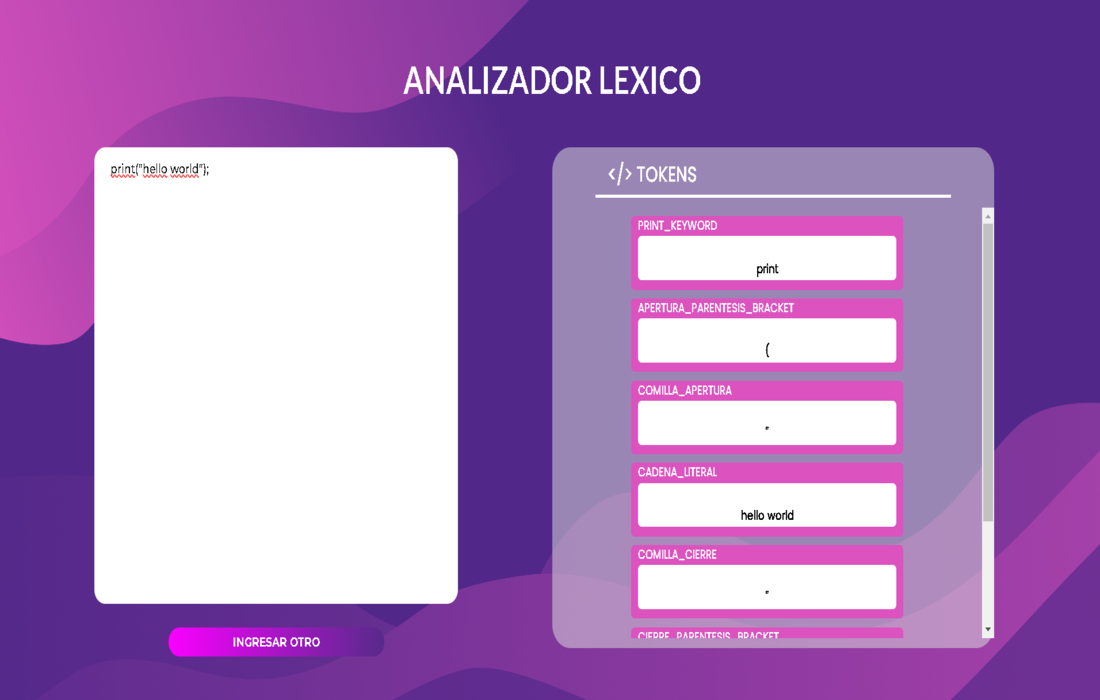 ANALIZADOR LEXICO
print("hello world");
</> TOKENS
PRINT_KEYWORD
print
APERTURA_PARENTESIS_BRACKET
(
COMILLA_APERTURA
"
CADENA_LITERAL
hello world
COMILLA_CIERRE
"
CIERRE_PARENTESIS_BRACKET
INGRESAR OTRO